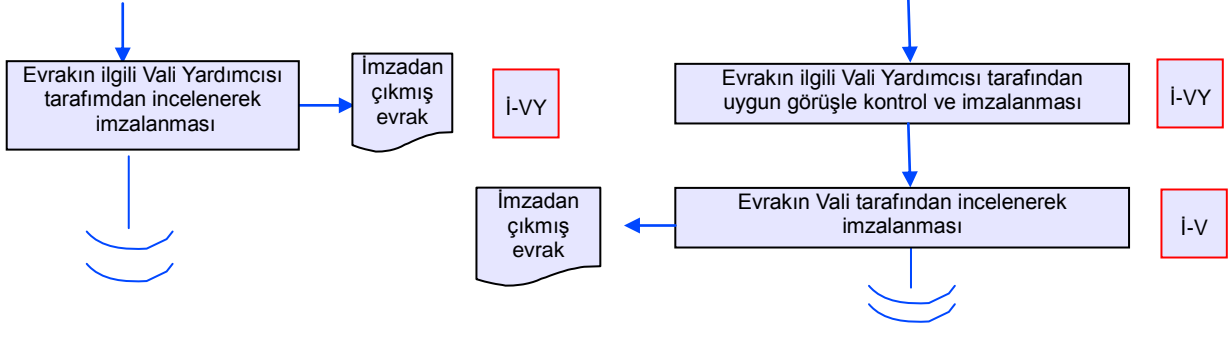 Evrakın ilgili Vali Yardımcısı
tarafımdan incelenerek
imzalanması
İmzadan
çıkmış
evrak
İ-VY
Evrakın ilgili Vali Yardımcısı tarafından
uygun görüşle kontrol ve imzalanması
İ-VY
İmzadan
çıkmış
evrak
Evrakın Vali tarafından incelenerek
imzalanması
İ-V